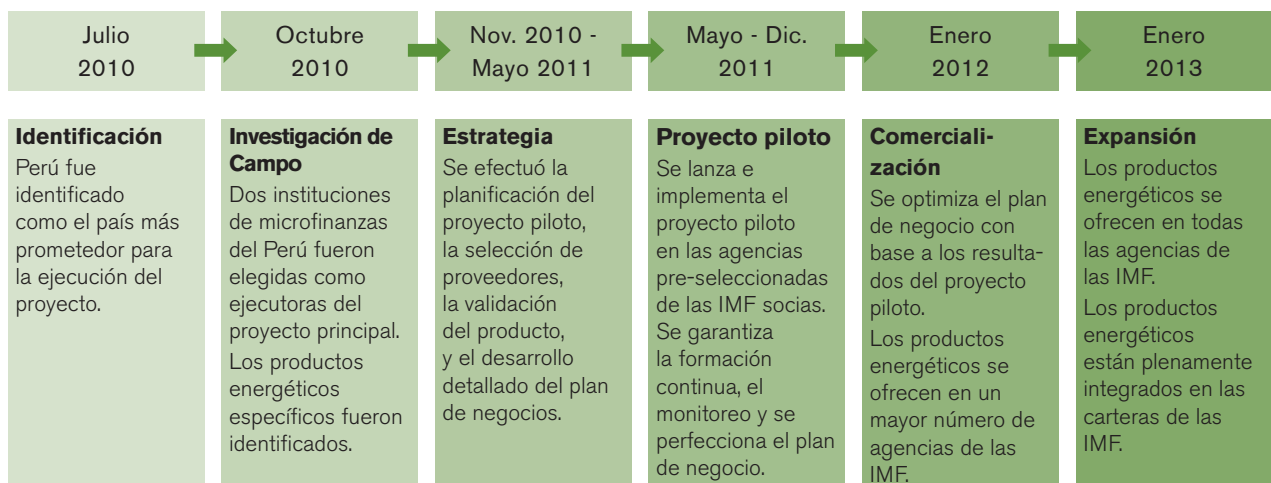 Julio
2010
Octubre
2010
Nov. 2010 -
Mayo 2011
Mayo - Dic.
2011
Enero
2012
Enero
2013
Identificación
Perú fue
identificado
como el país más
prometedor para
la ejecución del
proyecto.
Investigación de
Campo
Dos instituciones
de microfinanzas
del Perú fueron
elegidas como
ejecutoras del
proyecto principal.
Los productos
energéticos
específicos fueron
identificados.
Estrategia
Se efectuó la
planificación del
proyecto piloto,
la selección de
proveedores,
la validación
del producto,
y el desarrollo
detallado del plan
de negocios.
Proyecto piloto
Se lanza e
implementa el
proyecto piloto
en las agencias
pre-seleccionadas
de las IMF socias.
Se garantiza
la formación
continua, el
monitoreo y se
perfecciona el plan
de negocio.
Comerciali-
zación
Se optimiza el plan
de negocio con
base a los resulta-
dos del proyecto
piloto.
Los productos
energéticos se
ofrecen en un
mayor número de
agencias de las
IMF.
Expansión
Los productos
energéticos se
ofrecen en todas
las agencias de
las IMF.
Los productos
energéticos
están plenamente
integrados en las
carteras de las
IMF.